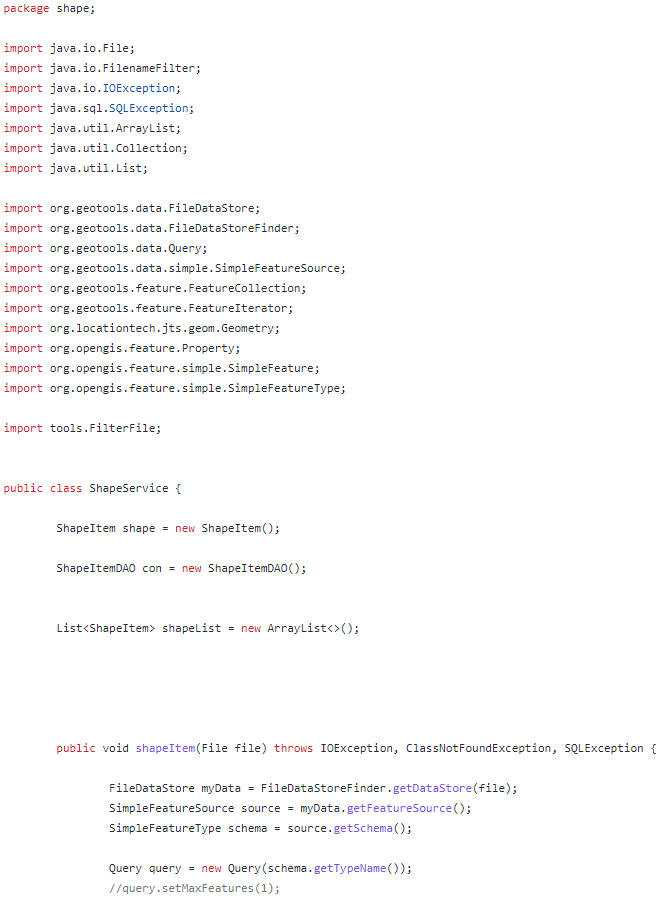 package shape;
import java.io.File;
import java.io.FilenameFilter;
import java.io.IOException;
import java.sql.SQLException;
import java.util.ArrayList;
import java.util.Collection;
import java.util.List;
import org.geotools.data.FileDataStore;
import org.geotools.data.FileDataStoreFinder;
import org.geotools.data.Query;
import org.geotools.data.simple.SimpleFeatureSource;
import org.geotools.feature.FeatureCollection;
import org.geotools.feature.FeatureIterator;
import org.locationtech.jts.geom.Geometry;
import org.opengis.feature.Property;
import org.opengis.feature.simple.SimpleFeature;
import org.opengis.feature.simple.SimpleFeatureType;
import tools.FilterFile;
public class ShapeService {
ShapeItem shape = new ShapeItem();
ShapeItemDAO con = new ShapeItemDAO();
List<ShapeItem> shapeList = new ArrayList<>();
public void shapeItem(File file) throws IOException, ClassNotFoundException, SQLException {
FileDataStore myData = FileDataStoreFinder.getDataStore(file);
SimpleFeatureSource source = myData.getFeatureSource();
SimpleFeatureType schema = source.getSchema();
Query query = new Query(schema.getTypeName());
//query.setMaxFeatures(1);